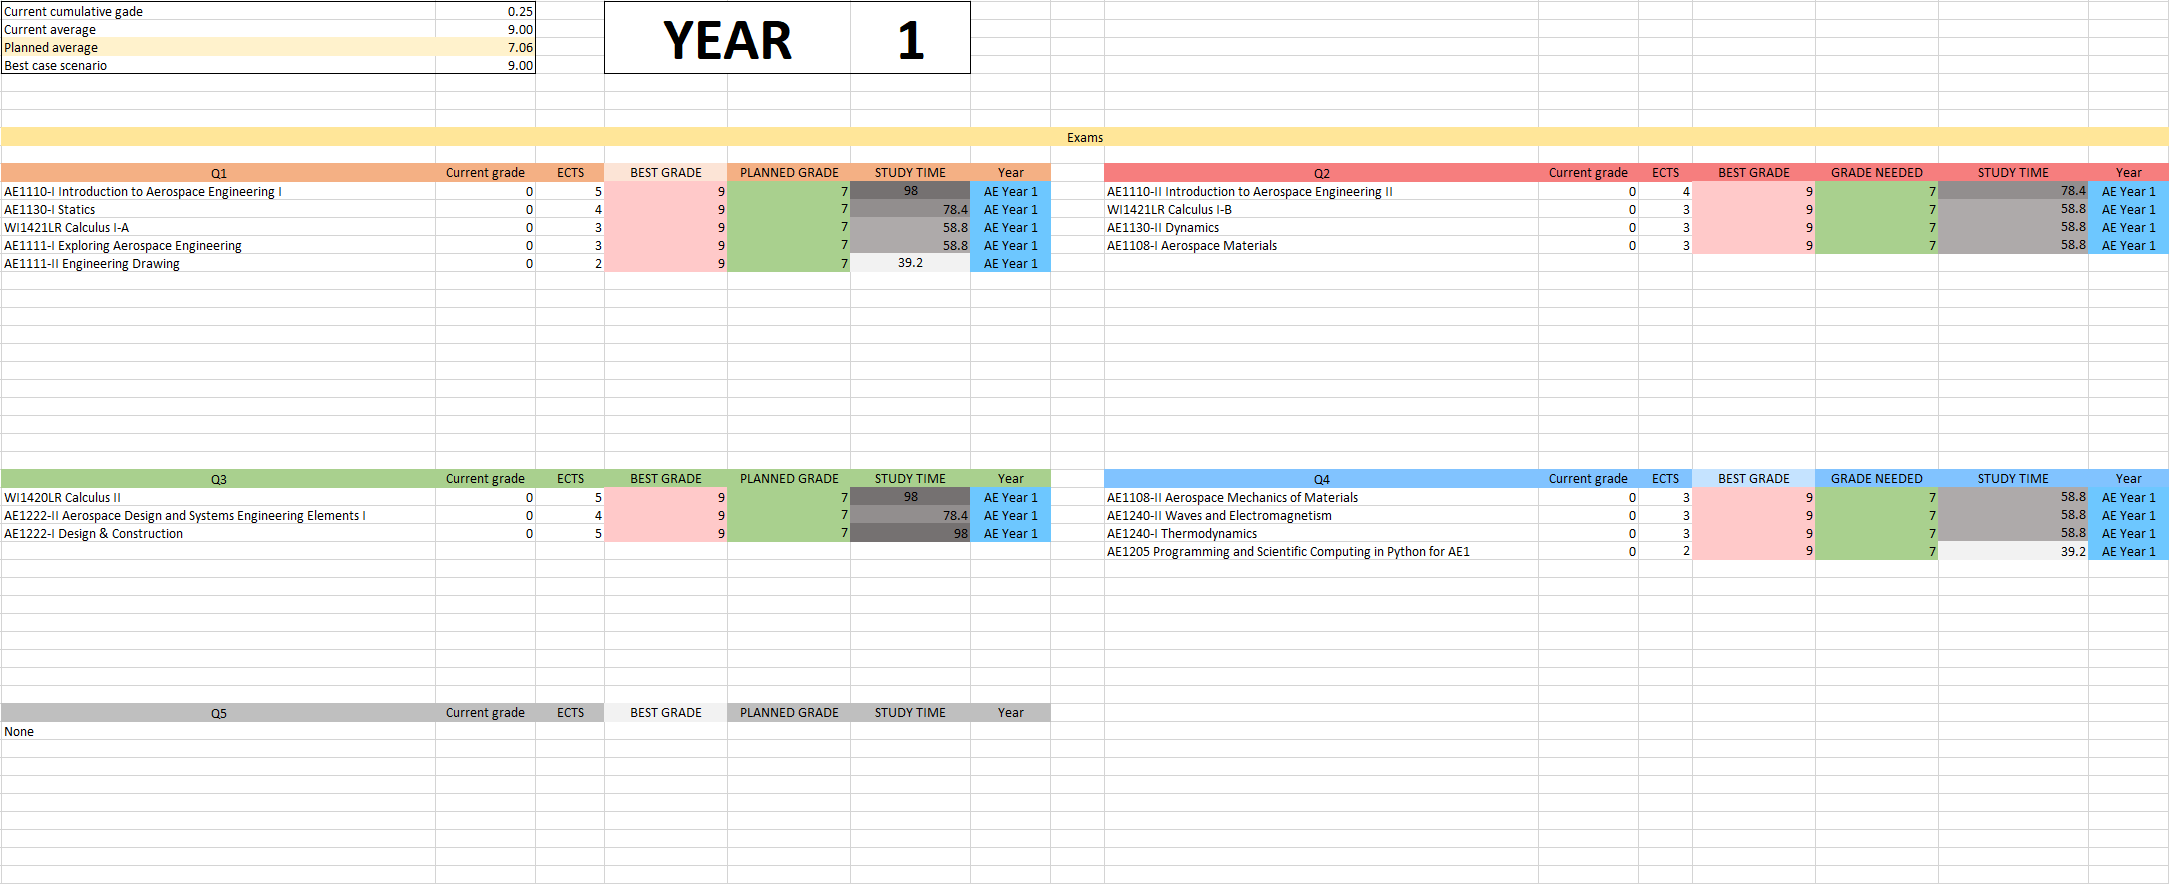 Current cumulative gade 0.25
Current average 9.00
Planned average 7.06
Best case scenario 9.00
YEAR 1
Exams
Q1 Current grade ECTS BEST GRADE PLANNED GRADE STUDY TIME Year
AE1110-I Introduction to Aerospace Engineering I 0 5 9 7 98 AE Year 1
AE1130-I Statics 0 4 9 7 78.4 AE Year 1
WI1421LR Calculus I-A 0 3 9 7 58.8 AE Year 1
AE1111-I Exploring Aerospace Engineering 0 3 9 7 58.8 AE Year 1
AE1111-II Engineering Drawing 0 2 9 7 39.2 AE Year 1
Q2 Current grade ECTS BEST GRADE GRADE NEEDED STUDY TIME Year
AE1110-II Introduction to Aerospace Engineering II 0 4 9 7 78.4 AE Year 1
WI1421LR Calculus I-B 0 3 9 7 58.8 AE Year 1
AE1130-II Dynamics 0 3 9 7 58.8 AE Year 1
AE1108-I Aerospace Materials 0 3 9 7 58.8 AE Year 1
Q3 Current grade ECTS BEST GRADE PLANNED GRADE STUDY TIME Year
WI1420LR Calculus II 0 5 9 7 98 AE Year 1
AE1222-II Aerospace Design and Systems Engineering Elements I 0 4 9 7 78.4 AE Year 1
AE1222-I Design & Construction 0 5 9 7 98 AE Year 1
Q4 Current grade ECTS BEST GRADE GRADE NEEDED STUDY TIME Year
AE1108-II Aerospace Mechanics of Materials 0 3 9 7 58.8 AE Year 1
AE1240-II Waves and Electromagnetism 0 3 9 7 58.8 AE Year 1
AE1240-I Thermodynamics 0 3 9 7 58.8 AE Year 1
AE1205 Programming and Scientific Computing in Python for AE1 0 2 9 7 39.2 AE Year 1
Q5 Current grade ECTS BEST GRADE PLANNED GRADE STUDY TIME Year
None